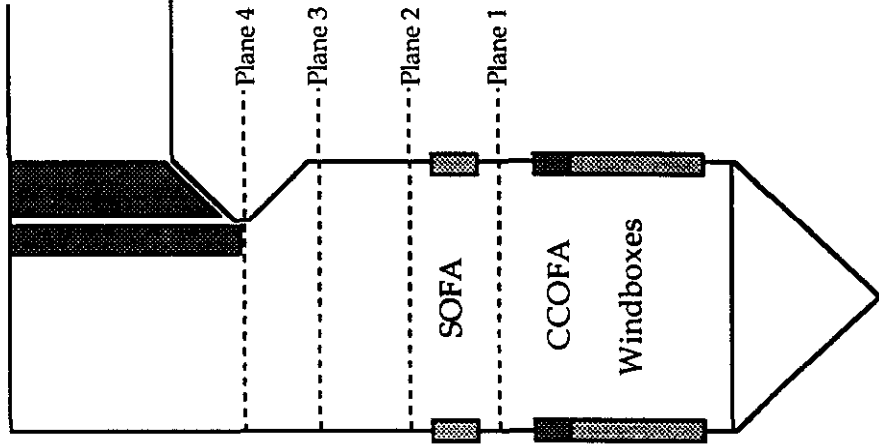 Plane 4
Plane 3
Plane 2
Plane 1
SOFA
CCOFA
Windboxes